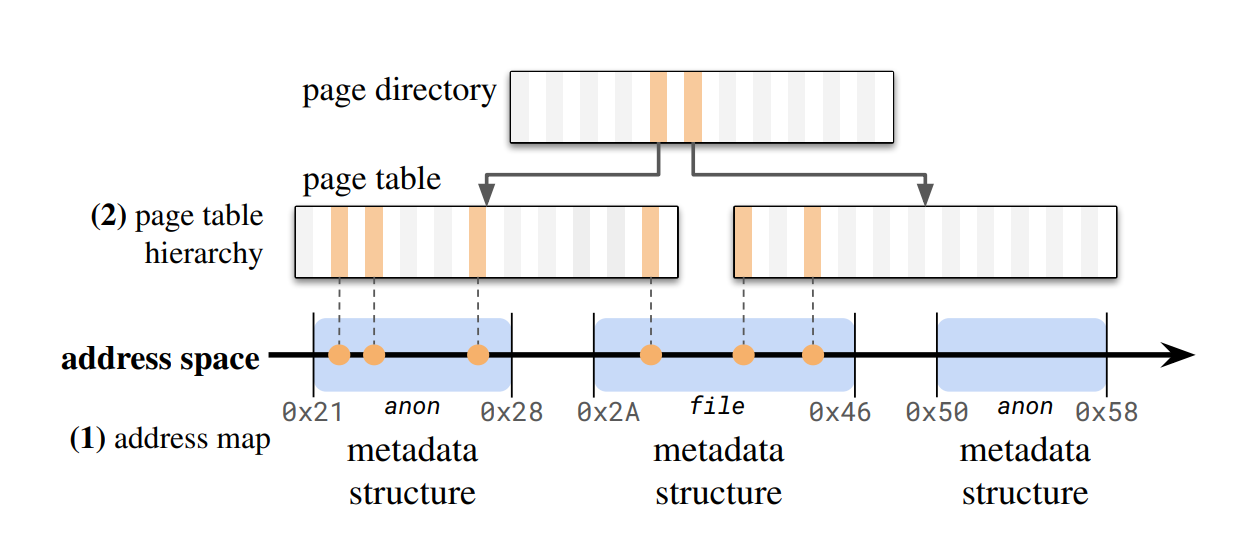 page directory
page table
(2) page table
hierarchy
address space
0x21
anon
0x28
0x2A
file
0x46
0x50
anon
0x58
(1) address map
metadata
structure
metadata
structure
metadata
structure